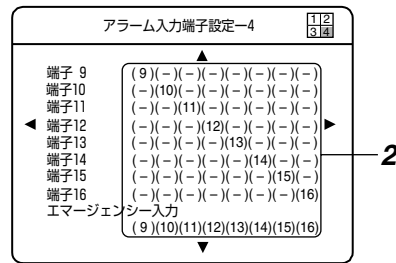 アラーム入力端子設定ー4
1 2
3 4
▲
端子 9 ( 9 )( – )( – )( – )( – )( – )( – )( – )
端子10 ( – )(10)( – )( – )( – )( – )( – )( – )
端子11 ( – )( – )(11)( – )( – )( – )( – )( – )
◀ 端子12 ( – )( – )( – )(12)( – )( – )( – )( – ) ▶
端子13 ( – )( – )( – )( – )(13)( – )( – )( – )
端子14 ( – )( – )( – )( – )( – )(14)( – )( – )
端子15 ( – )( – )( – )( – )( – )( – )(15)( – )
端子16 ( – )( – )( – )( – )( – )( – )( – )(16)
エマージェンシー入力
( 9 )(10)(11)(12)(13)(14)(15)(16)
▼
2